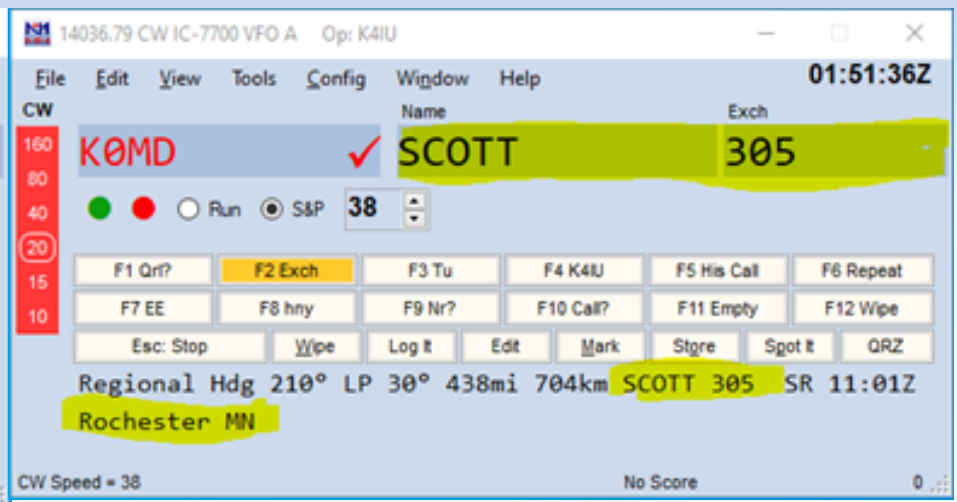 14036.79 CW IC-7700 VFO A Op: K4IU
File Edit View Tools Config Window Help 01:51:36Z
CW Name Exch
160 K0MD SCOTT 305
80
40 Run S&P 38
20
15 F1 Qrl? F2 Exch F3 Tu F4 K4IU F5 His Call F6 Repeat
10 F7 EE F8 hny F9 Nr? F10 Call? F11 Empty F12 Wipe
Esc: Stop Wipe Log It Edit Mark Store Spot It QRZ
Regional Hdg 210° LP 30° 438mi 704km SCOTT 305 SR 11:01Z
Rochester MN
CW Speed = 38 No Score 0